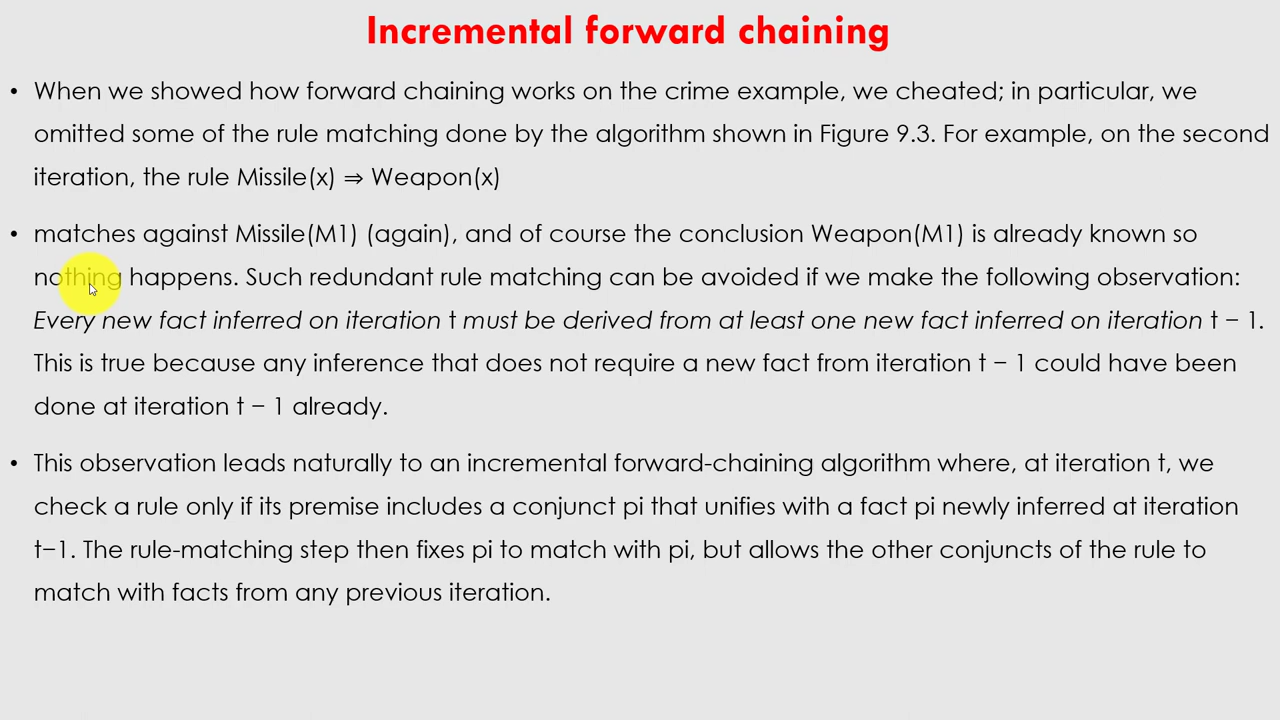 Incremental forward chaining
• When we showed how forward chaining works on the crime example, we cheated; in particular, we
omitted some of the rule matching done by the algorithm shown in Figure 9.3. For example, on the second
iteration, the rule Missile(x) ⇒ Weapon(x)
• matches against Missile(M1) (again), and of course the conclusion Weapon(M1) is already known so
nothing happens. Such redundant rule matching can be avoided if we make the following observation:
Every new fact inferred on iteration t must be derived from at least one new fact inferred on iteration t − 1.
This is true because any inference that does not require a new fact from iteration t − 1 could have been
done at iteration t − 1 already.
• This observation leads naturally to an incremental forward-chaining algorithm where, at iteration t, we
check a rule only if its premise includes a conjunct pi that unifies with a fact pi newly inferred at iteration
t−1. The rule-matching step then fixes pi to match with pi, but allows the other conjuncts of the rule to
match with facts from any previous iteration.